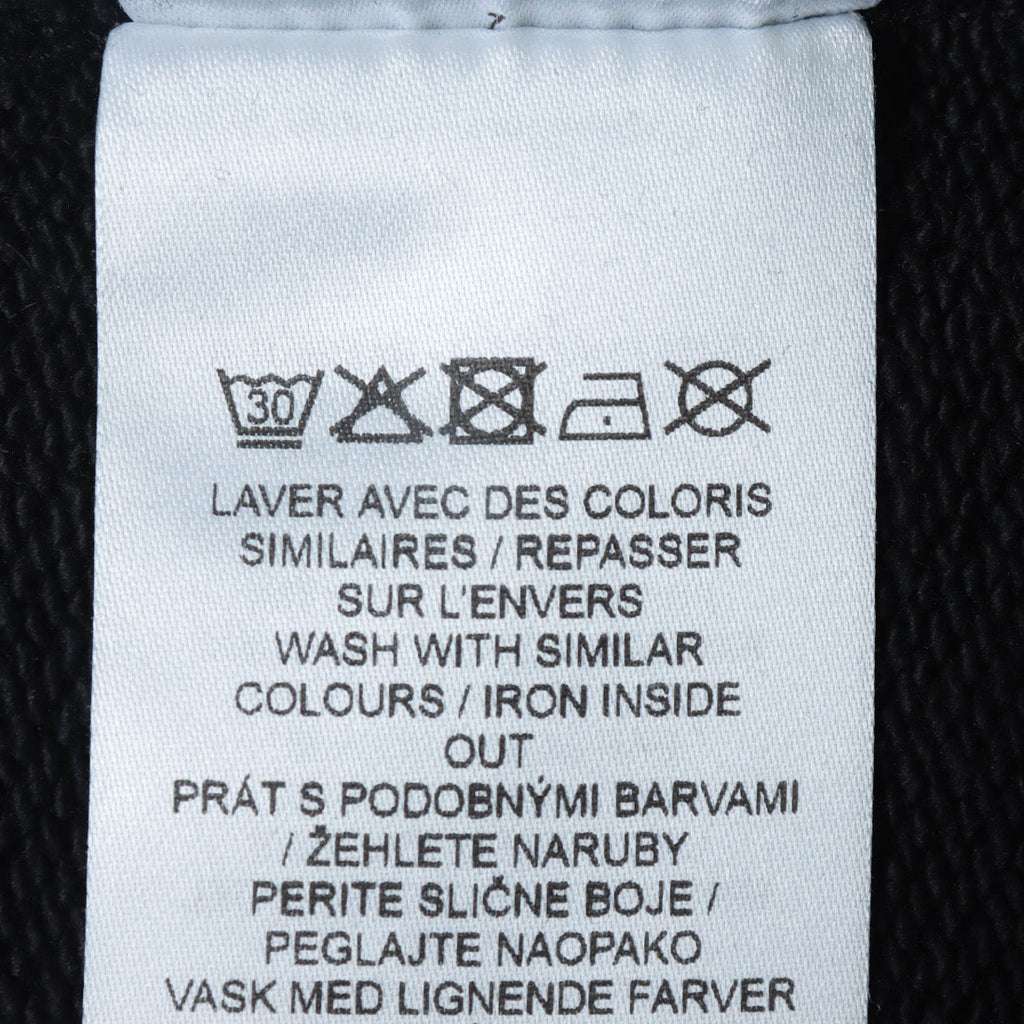 30
LAVER AVEC DES COLORIS
SIMILAIRES / REPASSER
SUR L'ENVERS
WASH WITH SIMILAR
COLOURS / IRON INSIDE
OUT
PRÁT S PODOBNÝMI BARVAMI
/ ŽEHLETE NARUBY
PERITE SLIČNE BOJE /
PEGLAJTE NAOPAKO
VASK MED LIGNENDE FARVER